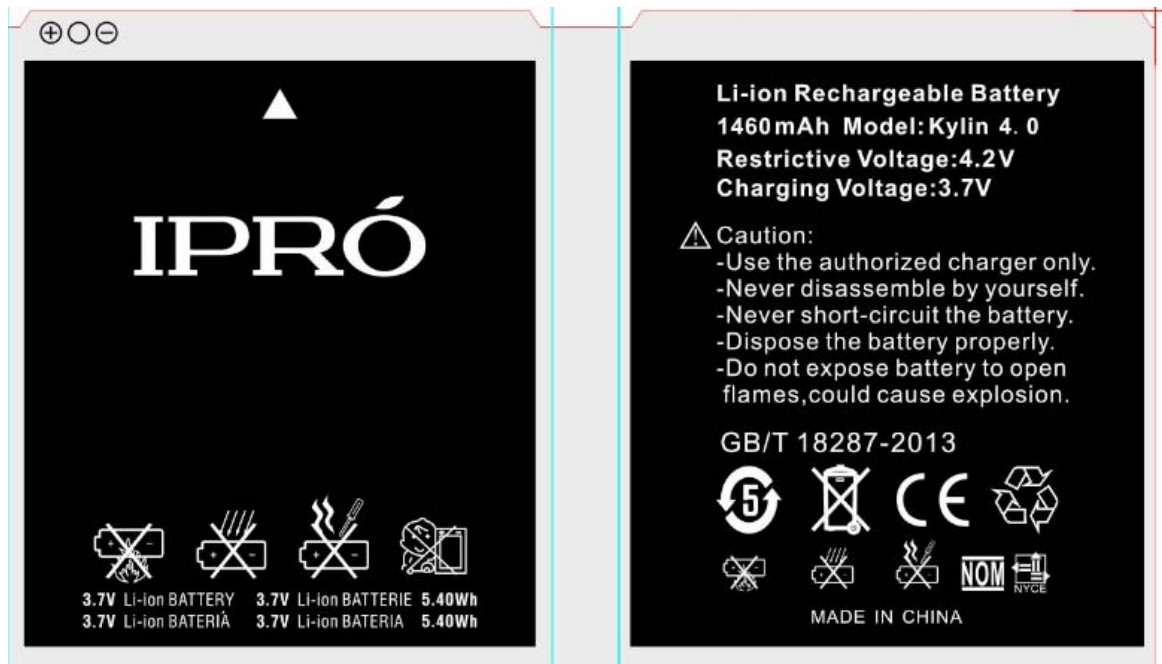 IPRÓ
3.7V Li-ion BATTERY 3.7V Li-ion BATTERIE 5.40Wh
3.7V Li-ion BATERIÁ 3.7V Li-ion BATERIA 5.40Wh
Li-ion Rechargeable Battery
1460mAh Model:Kylin 4.0
Restrictive Voltage:4.2V
Charging Voltage:3.7V
Caution:
-Use the authorized charger only.
-Never disassemble by yourself.
-Never short-circuit the battery.
-Dispose the battery properly.
-Do not expose battery to open
flames,could cause explosion.
GB/T 18287-2013
5 CE
NOM NYCE
MADE IN CHINA